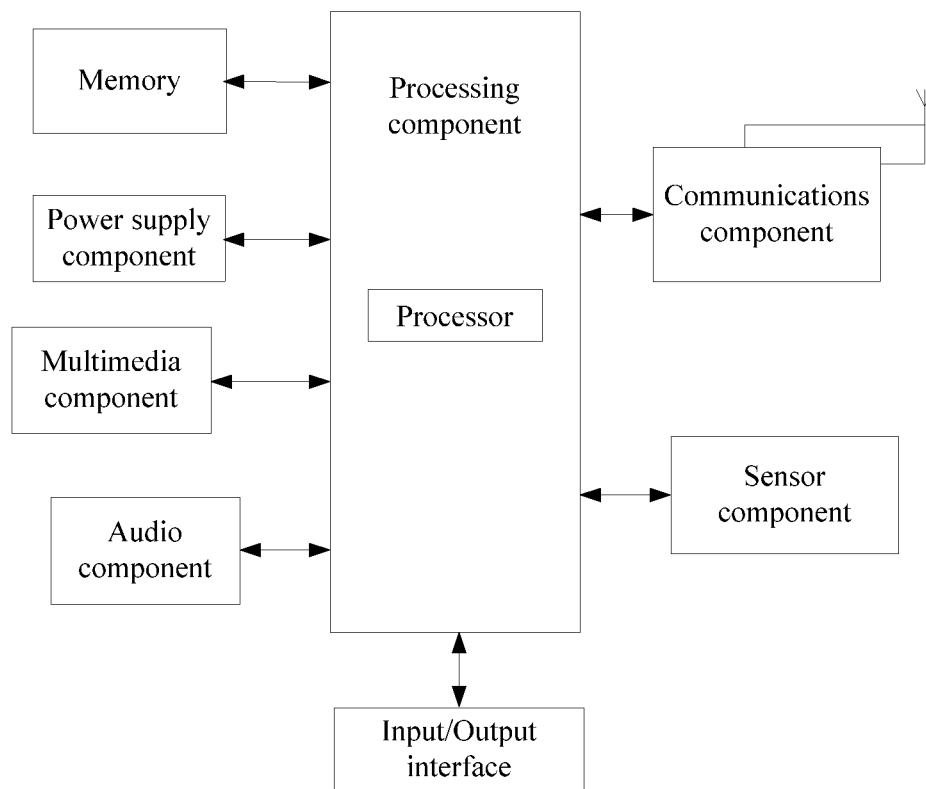 Memory
Processing
component
Communications
component
Power supply
component
Processor
Multimedia
component
Sensor
component
Audio
component
Input/Output
interface